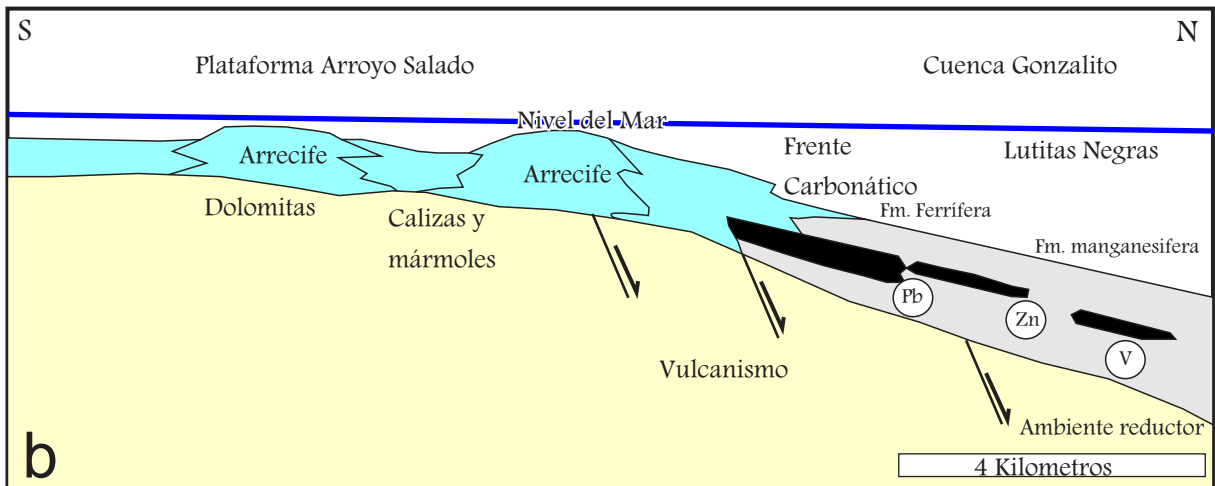 S
N
Plataforma Arroyo Salado
Cuenca Gonzalito
Nivel del Mar
Frente
Carbonático
Lutitas Negras
Arrecife
Arrecife
Dolomitas
Calizas y
mármoles
Fm. Ferrífera
Fm. manganesifera
Pb
Zn
V
Vulcanismo
Ambiente reductor
b
4 Kilometros